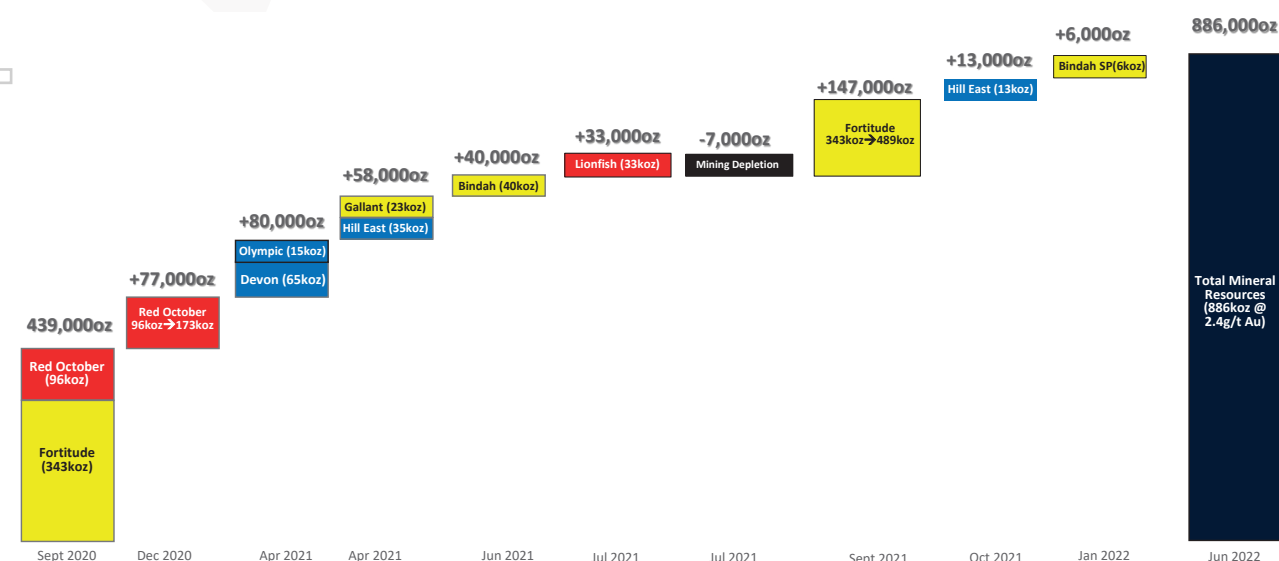 439,000oz
Red October
(96koz)
Fortitude
(343koz)
Sept 2020
+77,000oz
Red October
96koz→173koz
Dec 2020
+80,000oz
Olympic (15koz)
Devon (65koz)
Apr 2021
+58,000oz
Gallant (23koz)
Hill East (35koz)
Apr 2021
+40,000oz
Bindah (40koz)
Jun 2021
+33,000oz
Lionfish (33koz)
Jul 2021
-7,000oz
Mining Depletion
Jul 2021
+147,000oz
Fortitude
343koz→489koz
Sept 2021
+13,000oz
Hill East (13koz)
Oct 2021
+6,000oz
Bindah SP(6koz)
Jan 2022
886,000oz
Total Mineral
Resources
(886koz @
2.4g/t Au)
Jun 2022